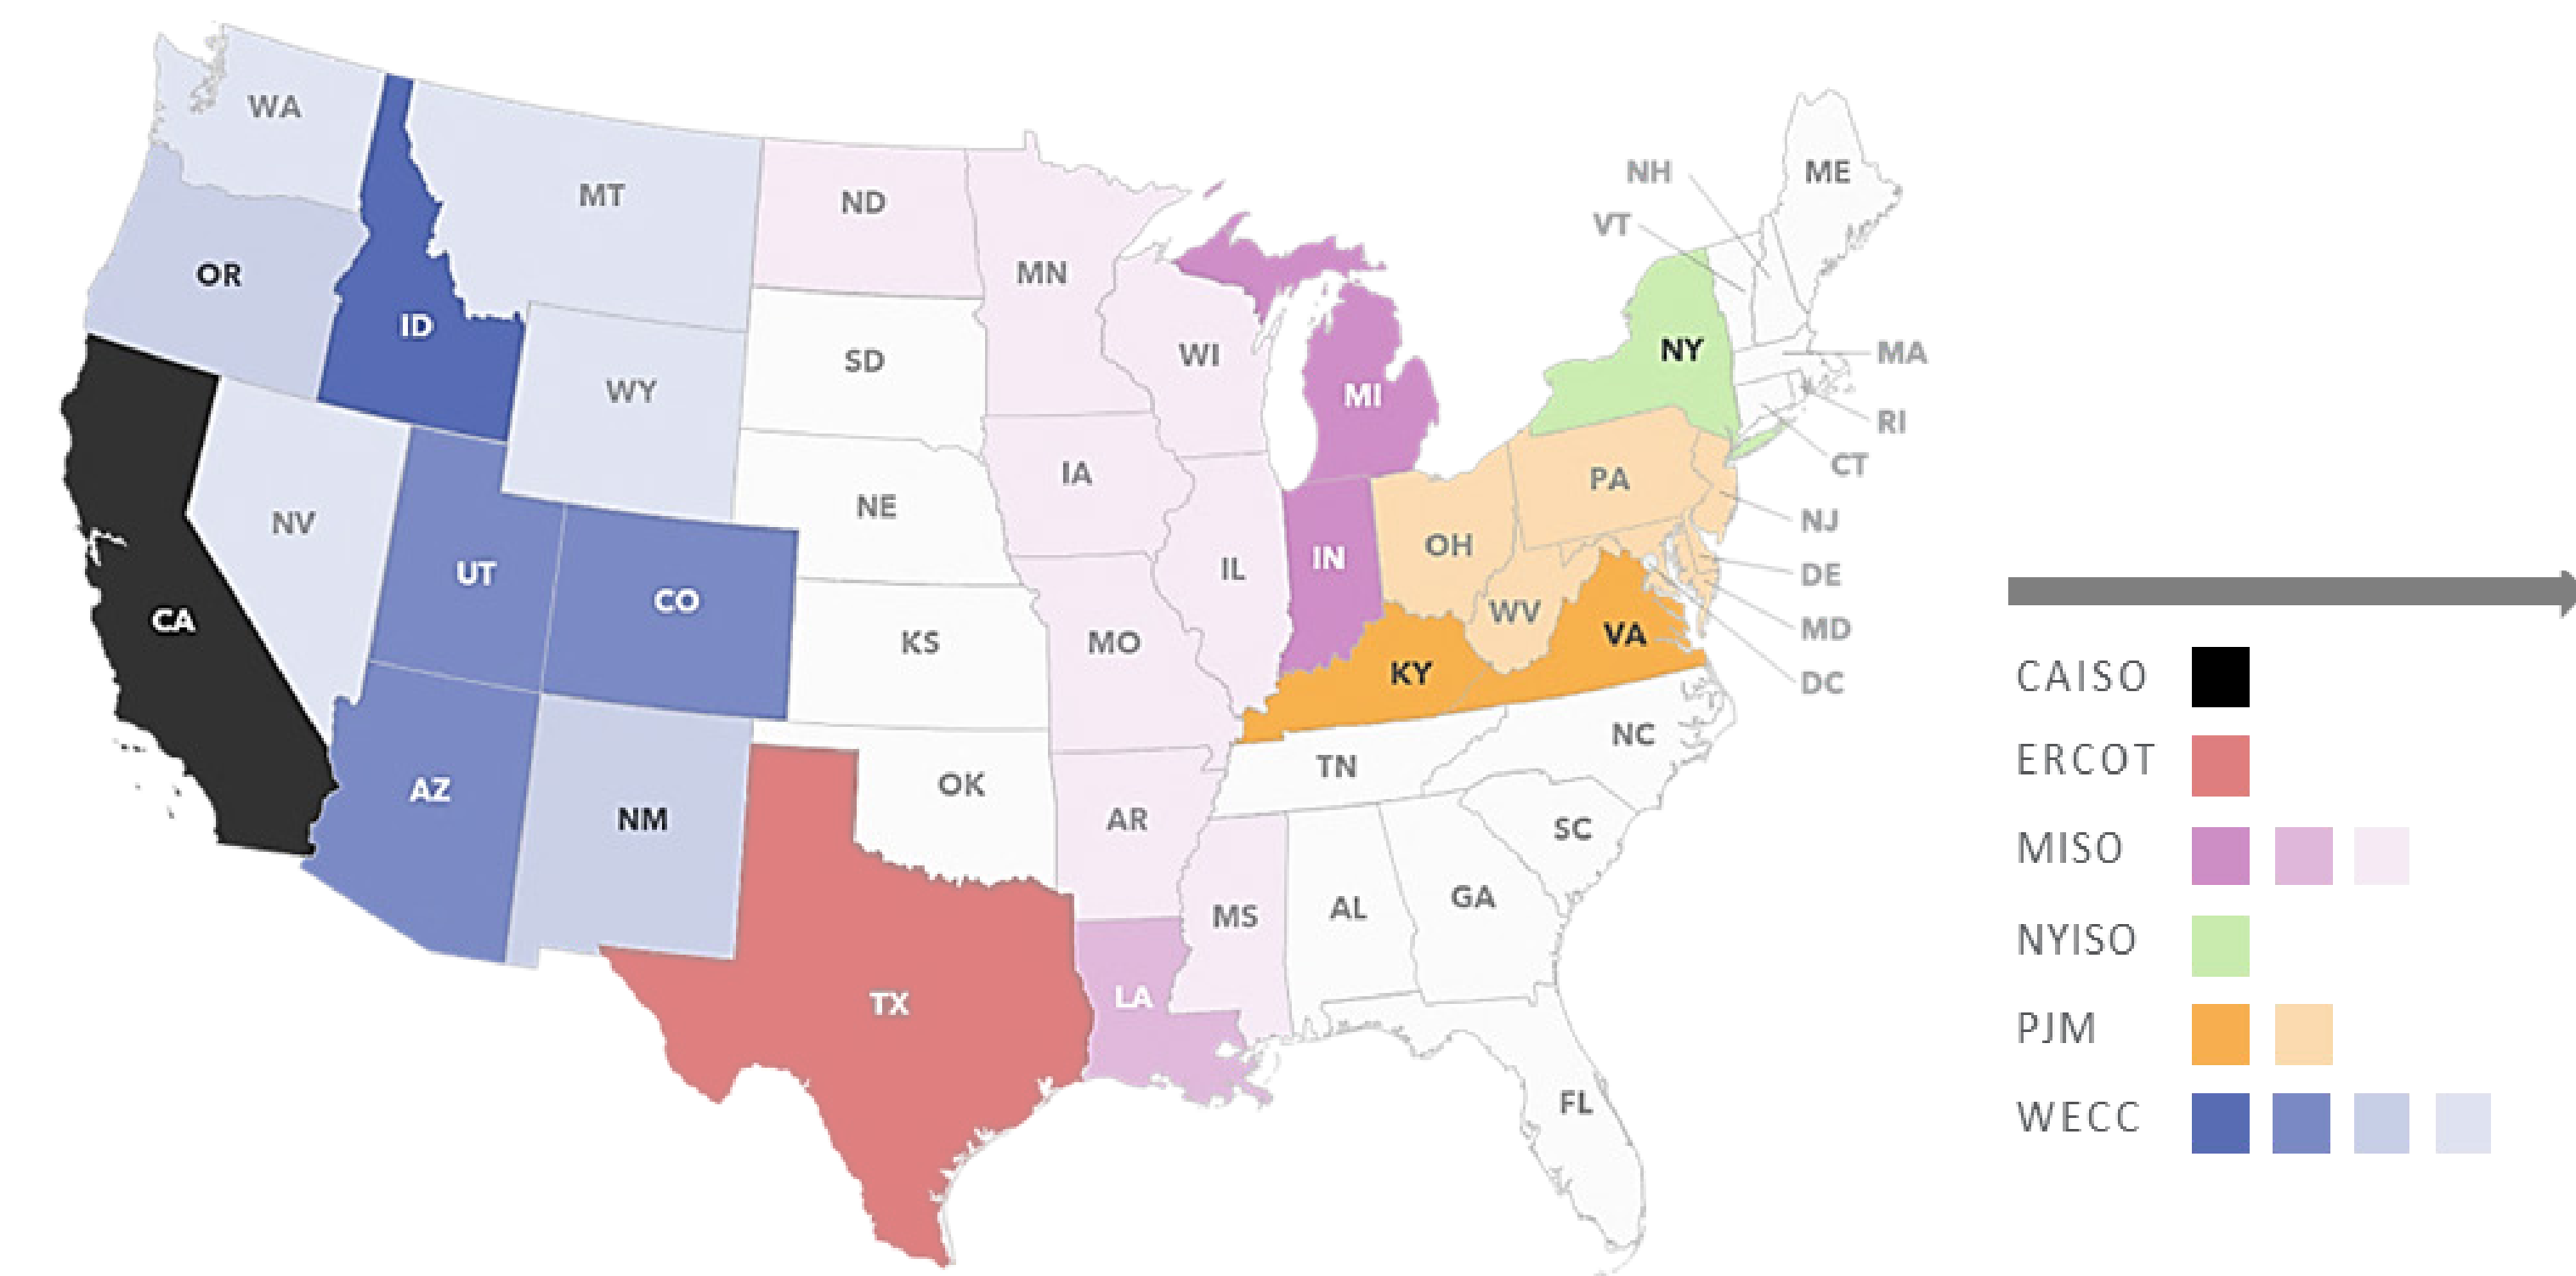 WA
MT
ND
MN
OR
ID
WY
SD
WI
MI
NH
VT
ME
NY
MA
RI
CT
NV
UT
CO
NE
IA
IL
IN
OH
PA
NJ
DE
MD
DC
WV
VA
KY
CA
KS
MO
AZ
NM
OK
AR
TN
NC
SC
TX
LA
MS
AL
GA
FL
CAISO
ERCOT
MISO
NYISO
PJM
WECC